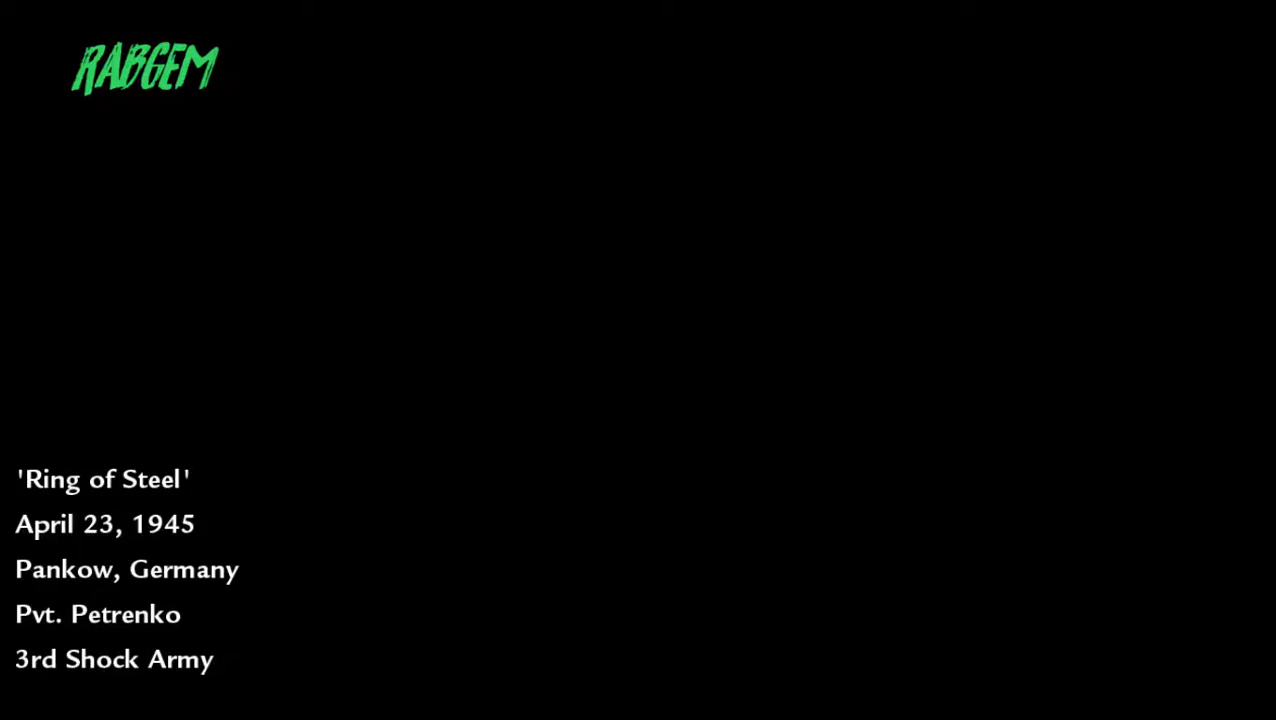 RABGEM
'Ring of Steel'
April 23, 1945
Pankow, Germany
Pvt. Petrenko
3rd Shock Army